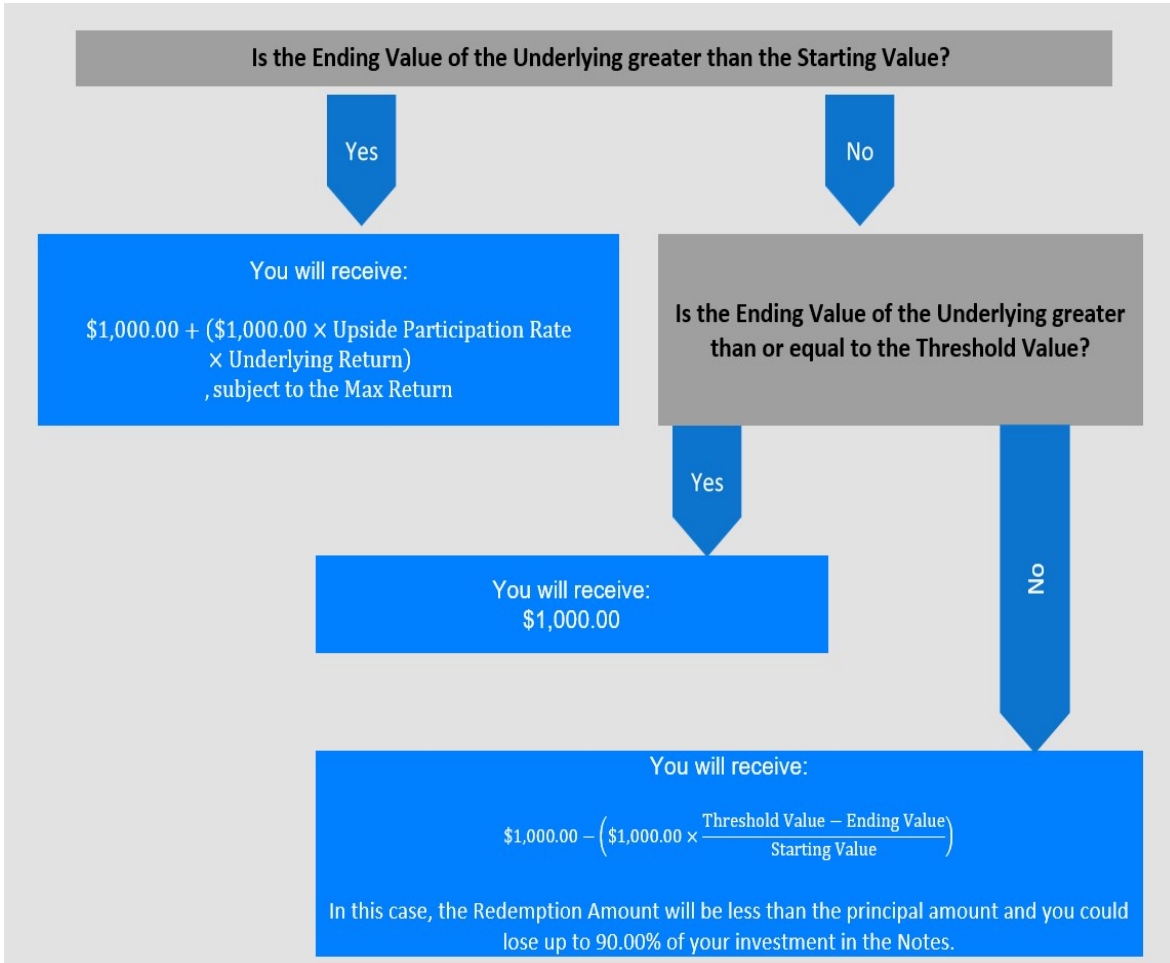 Is the Ending Value of the Underlying greater than the Starting Value?
Yes
No
You will receive:
$1,000.00 + ($1,000.00 × Upside Participation Rate
× Underlying Return)
, subject to the Max Return
Is the Ending Value of the Underlying greater
than or equal to the Threshold Value?
Yes
No
You will receive:
$1,000.00
You will receive:
$1,000.00 − ($1,000.00 × (Threshold Value − Ending Value) / Starting Value)
In this case, the Redemption Amount will be less than the principal amount and you could
lose up to 90.00% of your investment in the Notes.